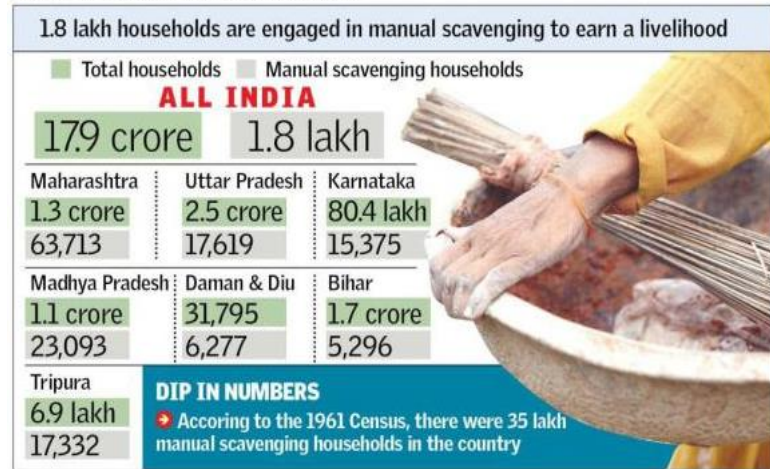 1.8 lakh households are engaged in manual scavenging to earn a livelihood
Total households Manual scavenging households
ALL INDIA
17.9 crore 1.8 lakh
Maharashtra
1.3 crore
63,713
Uttar Pradesh
2.5 crore
17,619
Karnataka
80.4 lakh
15,375
Madhya Pradesh
1.1 crore
23,093
Daman & Diu
31,795
6,277
Bihar
1.7 crore
5,296
Tripura
6.9 lakh
17,332
DIP IN NUMBERS
Accoring to the 1961 Census, there were 35 lakh
manual scavenging households in the country